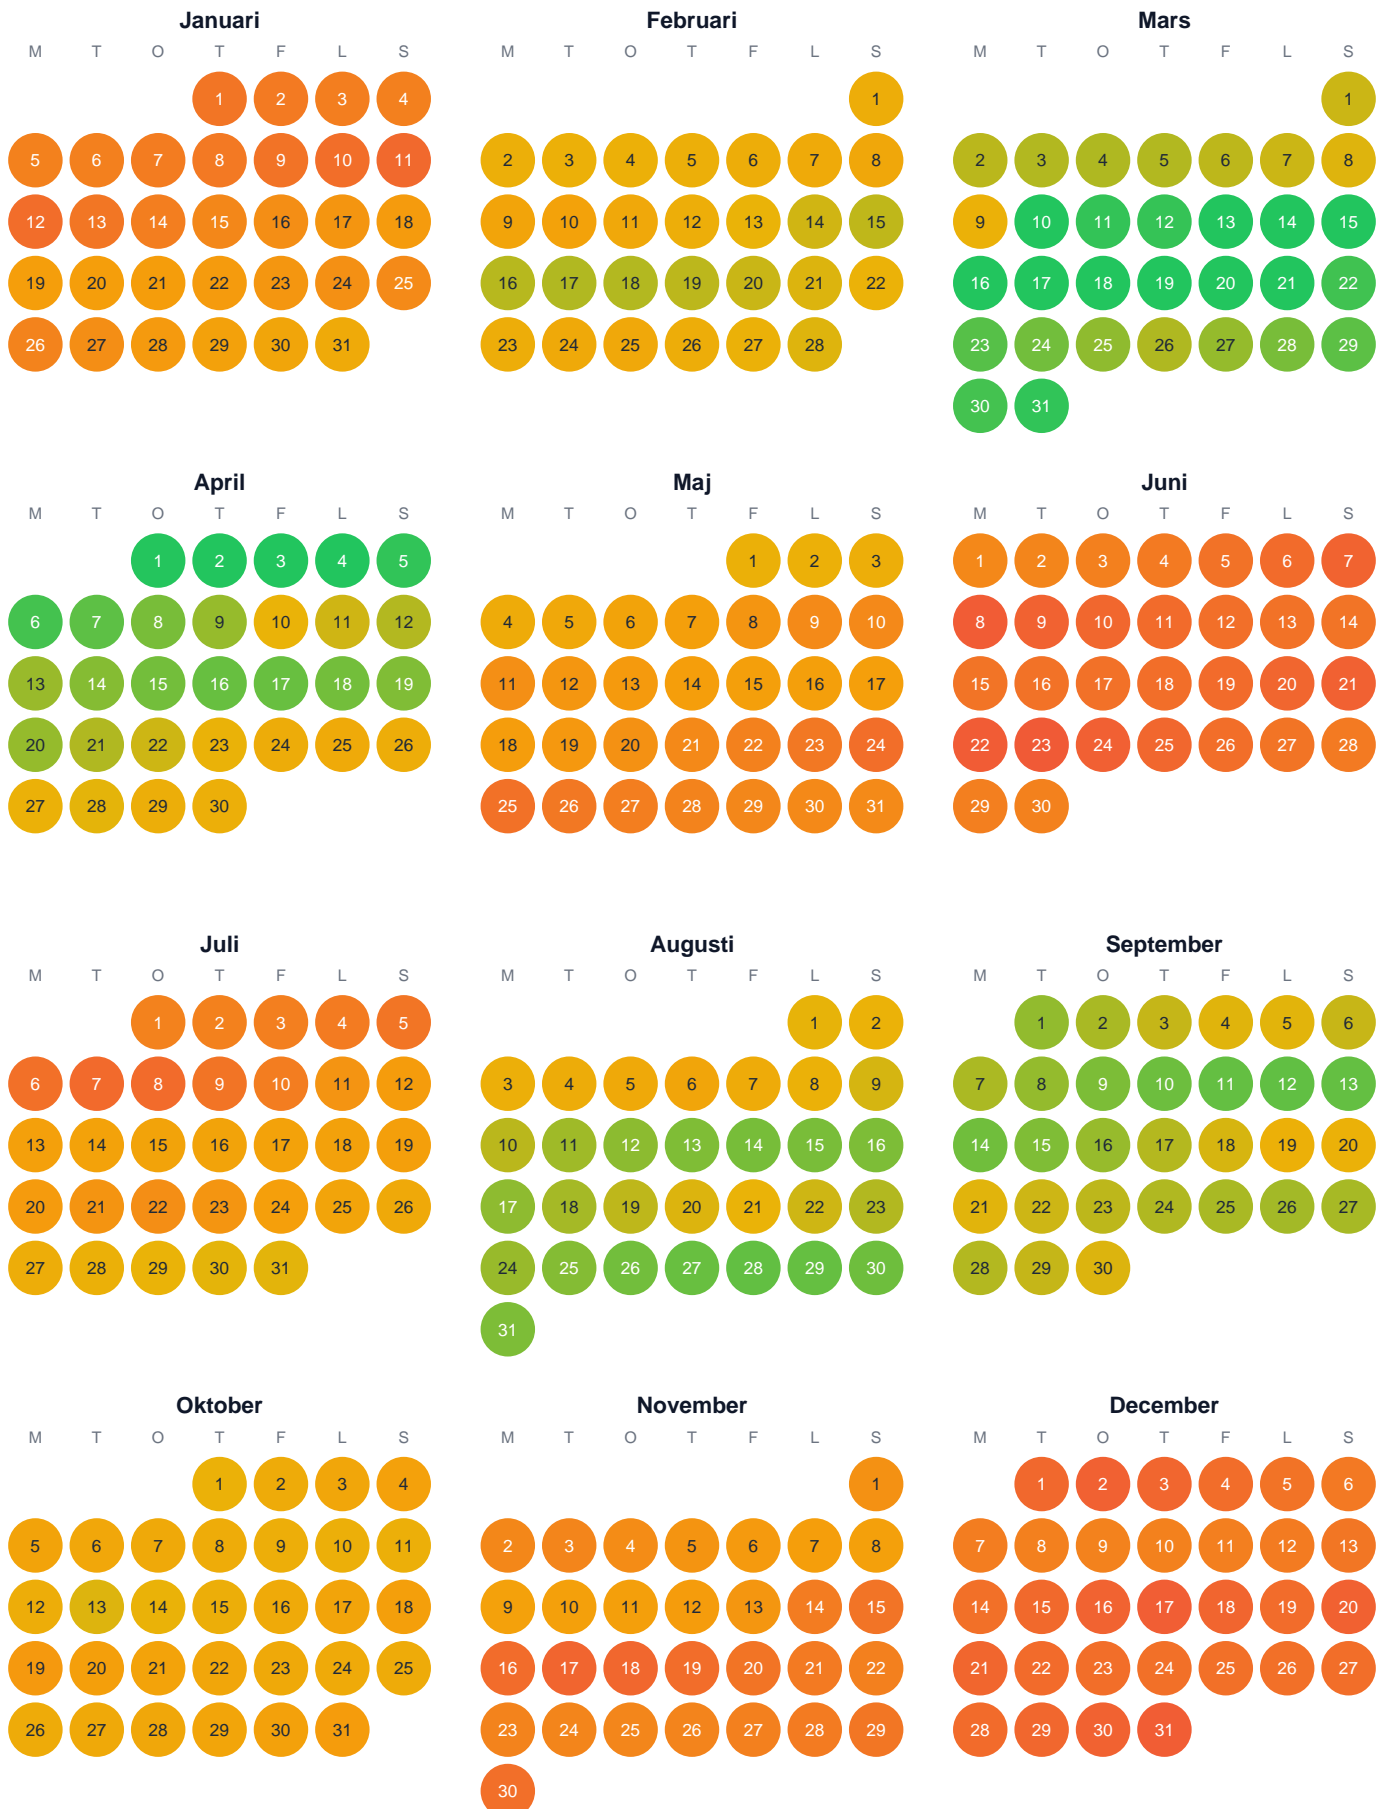 Januari Februari Mars
M T O T F L S M T O T F L S M T O T F L S
1 2 3 4 1 1
5 6 7 8 9 10 11 2 3 4 5 6 7 8 2 3 4 5 6 7 8
12 13 14 15 16 17 18 9 10 11 12 13 14 15 9 10 11 12 13 14 15
19 20 21 22 23 24 25 16 17 18 19 20 21 22 16 17 18 19 20 21 22
26 27 28 29 30 31 23 24 25 26 27 28 23 24 25 26 27 28 29
30 31
April Maj Juni
M T O T F L S M T O T F L S M T O T F L S
1 2 3 4 5 1 2 3 1 2 3 4 5 6 7
6 7 8 9 10 11 12 4 5 6 7 8 9 10 8 9 10 11 12 13 14
13 14 15 16 17 18 19 11 12 13 14 15 16 17 15 16 17 18 19 20 21
20 21 22 23 24 25 26 18 19 20 21 22 23 24 22 23 24 25 26 27 28
27 28 29 30 25 26 27 28 29 30 31 29 30
Juli Augusti September
M T O T F L S M T O T F L S M T O T F L S
1 2 3 4 5 1 2 1 2 3 4 5 6
6 7 8 9 10 11 12 3 4 5 6 7 8 9 7 8 9 10 11 12 13
13 14 15 16 17 18 19 10 11 12 13 14 15 16 14 15 16 17 18 19 20
20 21 22 23 24 25 26 17 18 19 20 21 22 23 21 22 23 24 25 26 27
27 28 29 30 31 24 25 26 27 28 29 30 28 29 30
31
Oktober November December
M T O T F L S M T O T F L S M T O T F L S
1 2 3 4 1 1 2 3 4 5 6
5 6 7 8 9 10 11 2 3 4 5 6 7 8 7 8 9 10 11 12 13
12 13 14 15 16 17 18 9 10 11 12 13 14 15 14 15 16 17 18 19 20
19 20 21 22 23 24 25 16 17 18 19 20 21 22 21 22 23 24 25 26 27
26 27 28 29 30 31 23 24 25 26 27 28 29 28 29 30 31
30